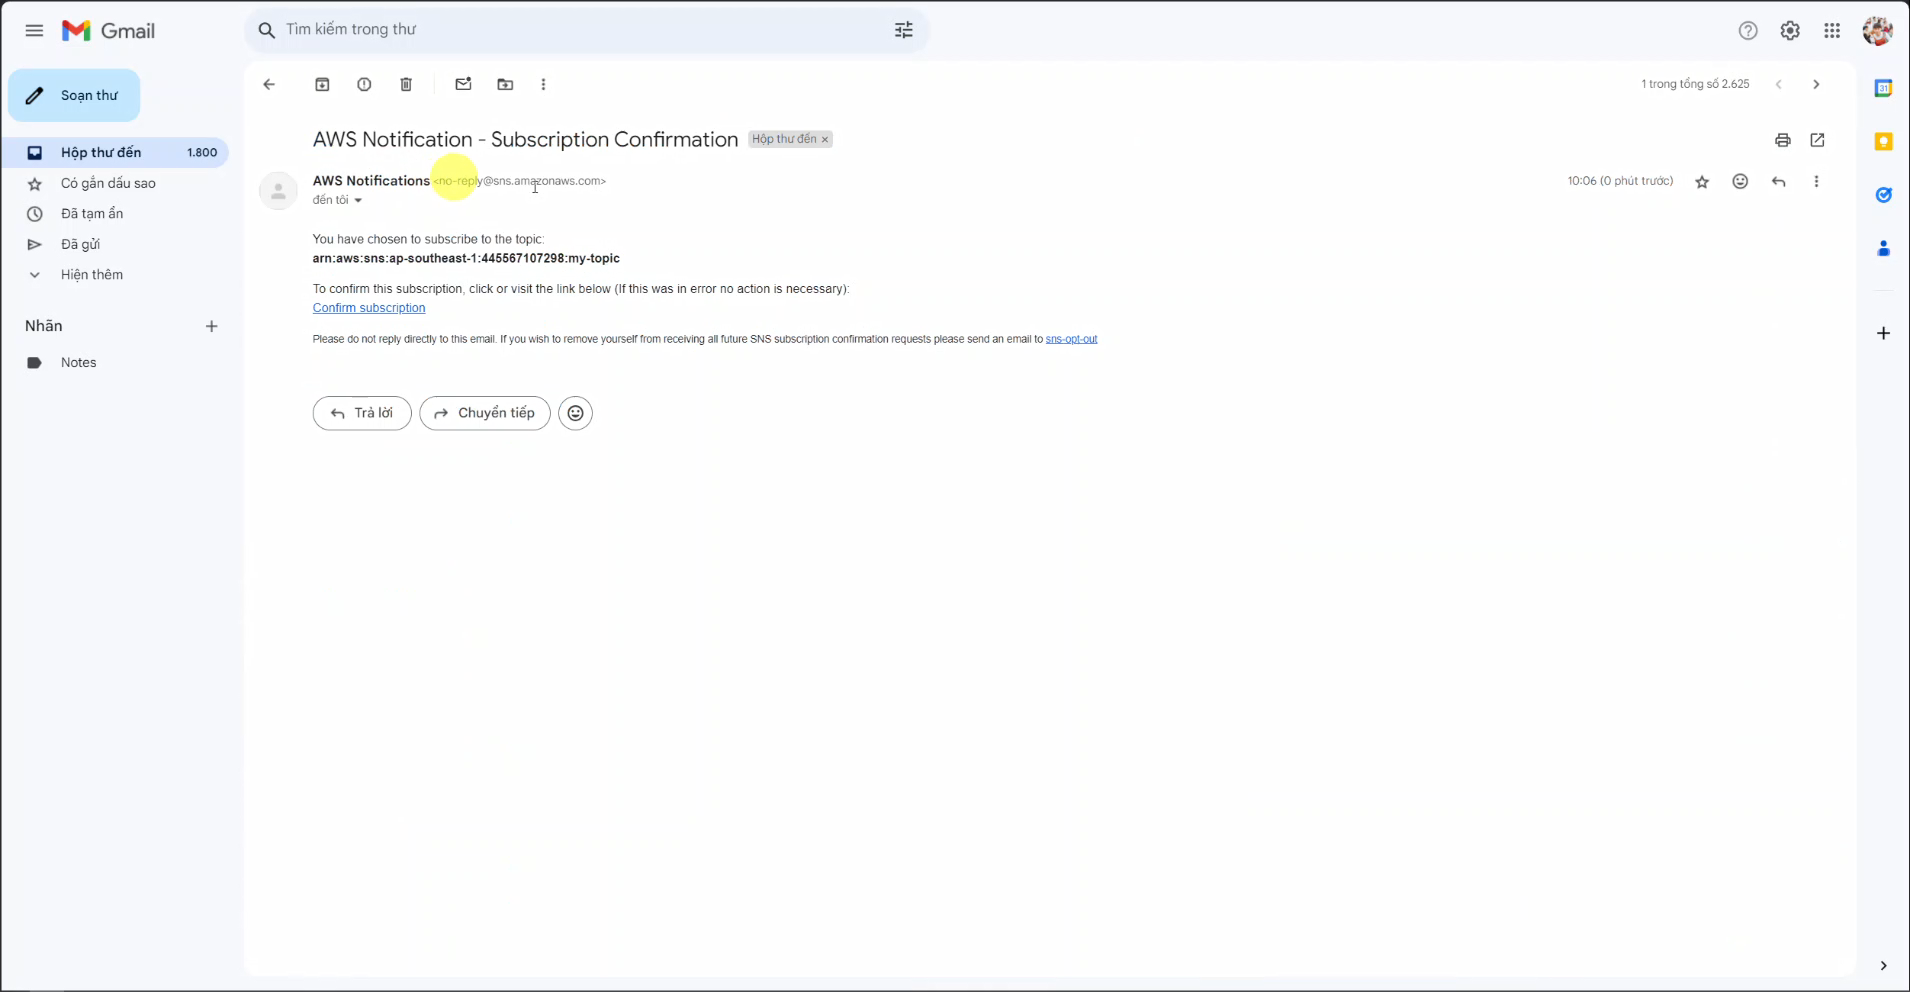 Gmail
Tìm kiếm trong thư
Soạn thư
Hộp thư đến 1.800
Có gắn dấu sao
Đã tạm ẩn
Đã gửi
Hiện thêm
Nhãn
Notes
1 trong tổng số 2.625
AWS Notification - Subscription Confirmation Hộp thư đến ×
AWS Notifications <no-reply@sns.amazonaws.com> 10:06 (0 phút trước)
đến tôi
You have chosen to subscribe to the topic:
arn:aws:sns:ap-southeast-1:445567107298:my-topic
To confirm this subscription, click or visit the link below (If this was in error no action is necessary):
Confirm subscription
Please do not reply directly to this email. If you wish to remove yourself from receiving all future SNS subscription confirmation requests please send an email to sns-opt-out
Trả lời Chuyển tiếp
31